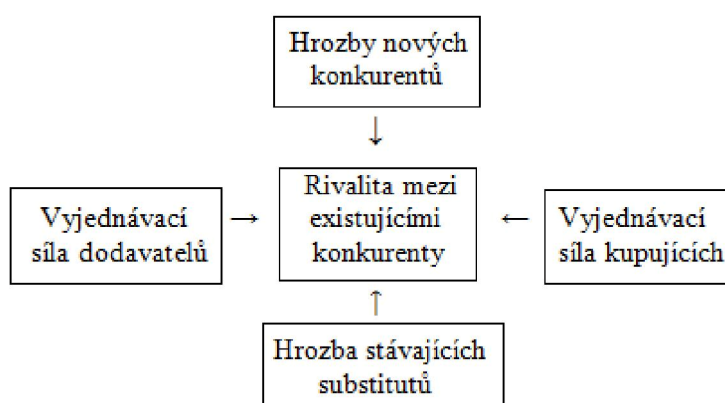 Hrozby nových
konkurentů
↓
Vyjednávací
síla dodavatelů
→
Rivalita mezi
existujícími
konkurenty
←
Vyjednávací
síla kupujících
↑
Hrozba stávajících
substitutů